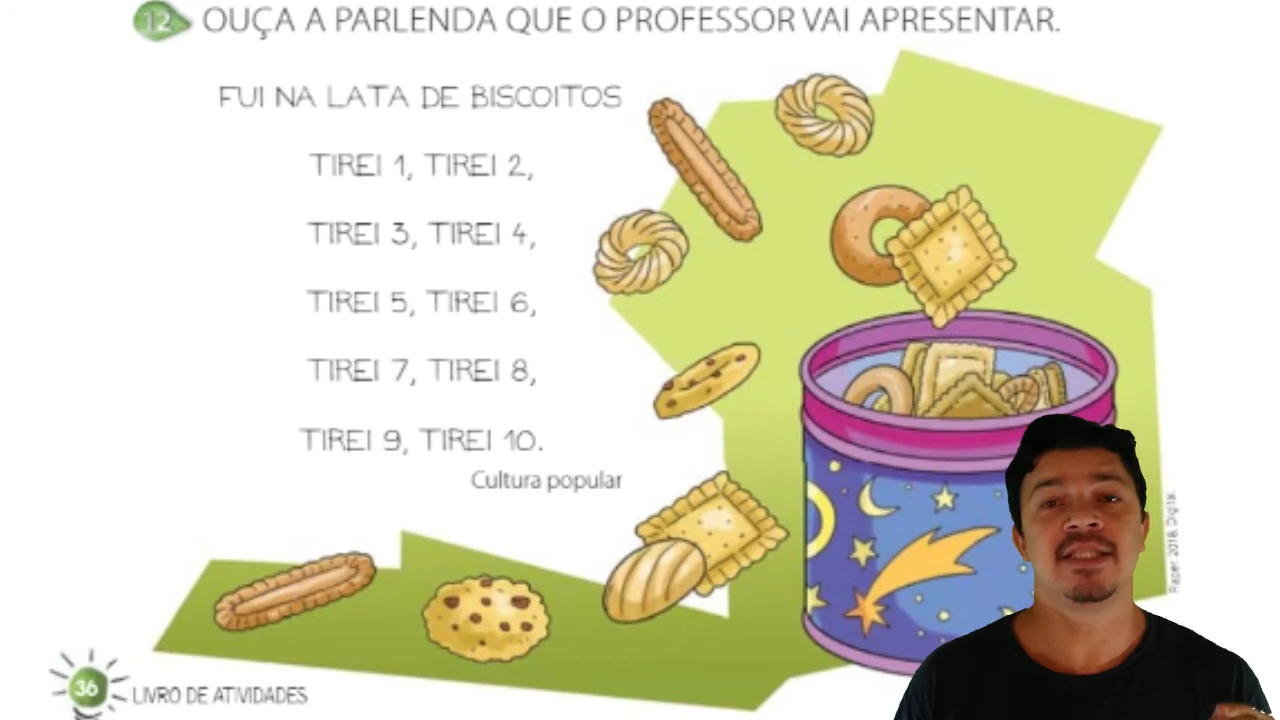 12 OUÇA A PARLENDA QUE O PROFESSOR VAI APRESENTAR.
FUI NA LATA DE BISCOITOS
TIREI 1, TIREI 2,
TIREI 3, TIREI 4,
TIREI 5, TIREI 6,
TIREI 7, TIREI 8,
TIREI 9, TIREI 10.
Cultura popular
36 LIVRO DE ATIVIDADES
2018. Digital.